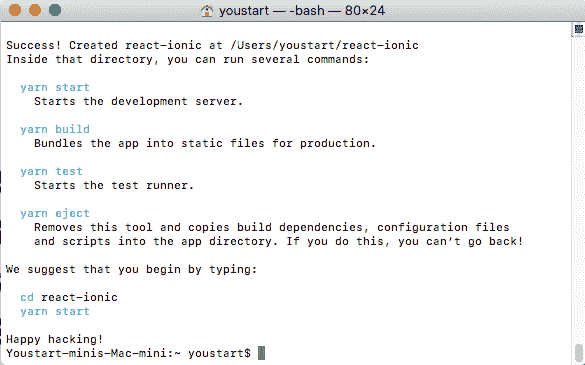 youstart — -bash — 80×24
Success! Created react-ionic at /Users/youstart/react-ionic
Inside that directory, you can run several commands:
yarn start
Starts the development server.
yarn build
Bundles the app into static files for production.
yarn test
Starts the test runner.
yarn eject
Removes this tool and copies build dependencies, configuration files
and scripts into the app directory. If you do this, you can’t go back!
We suggest that you begin by typing:
cd react-ionic
yarn start
Happy hacking!
Youstart-minis-Mac-mini:~ youstart$